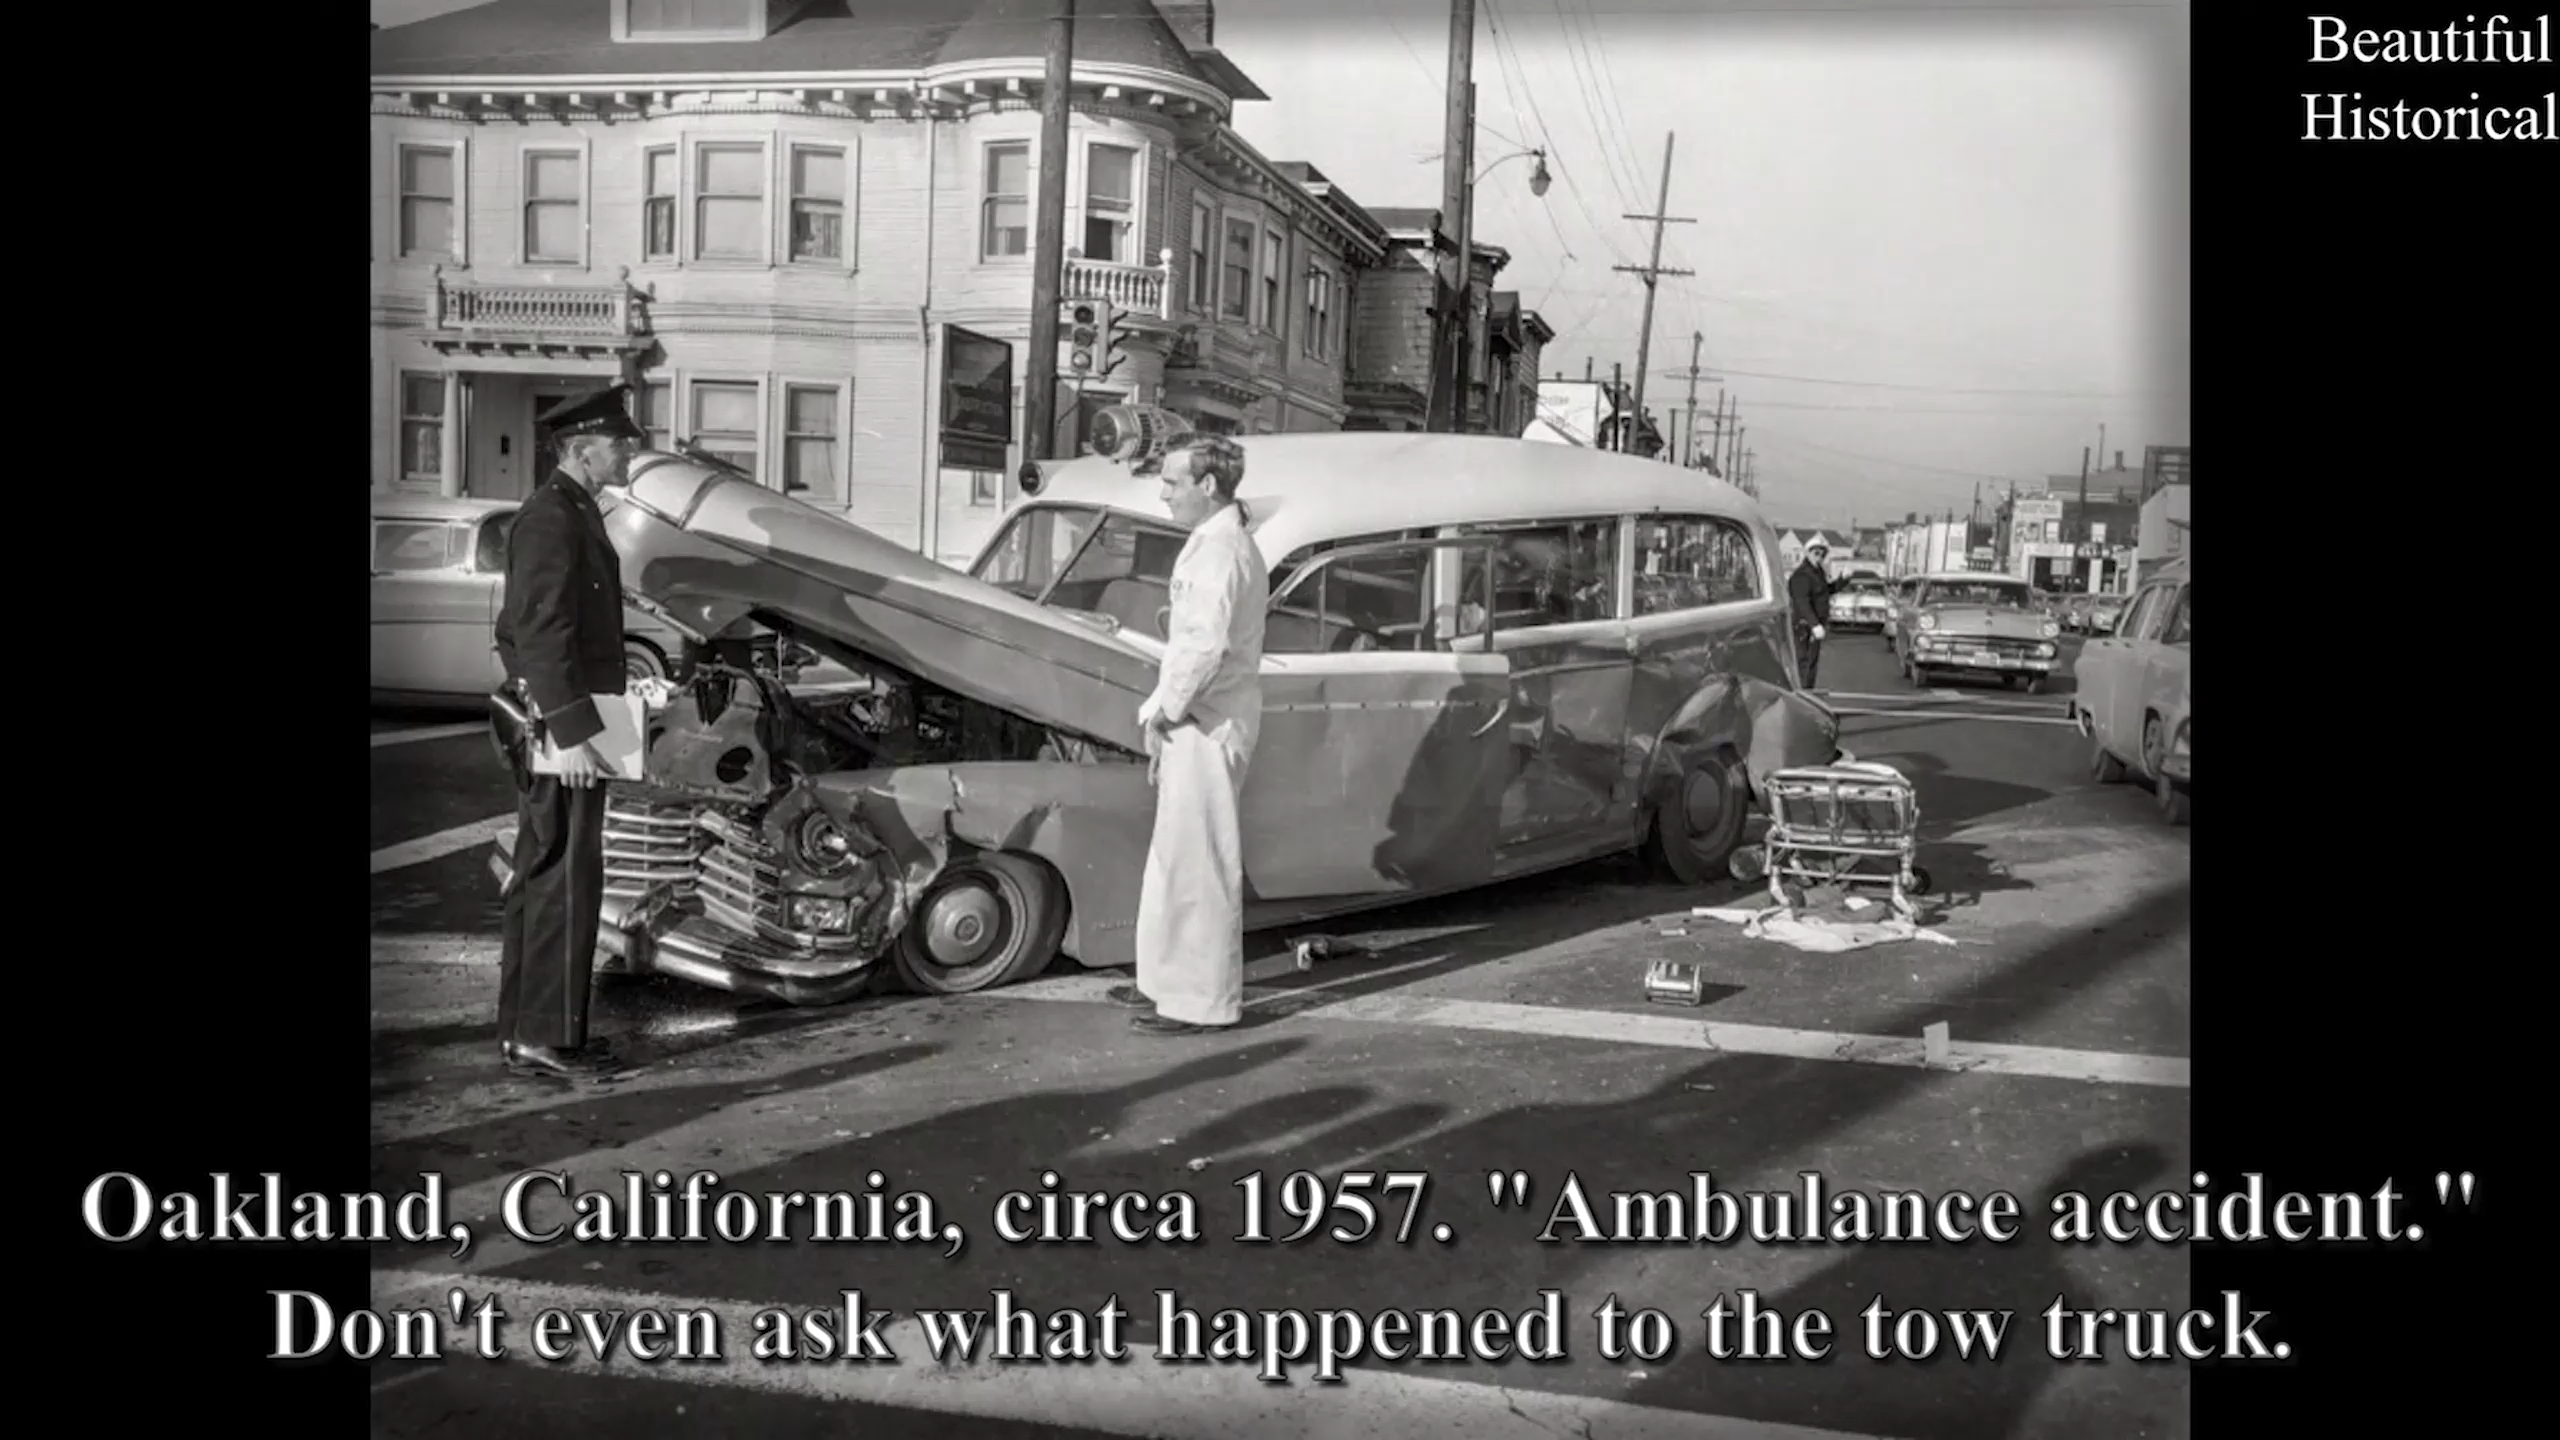 Beautiful
Historical
Oakland, California, circa 1957. "Ambulance accident."
Don't even ask what happened to the tow truck.